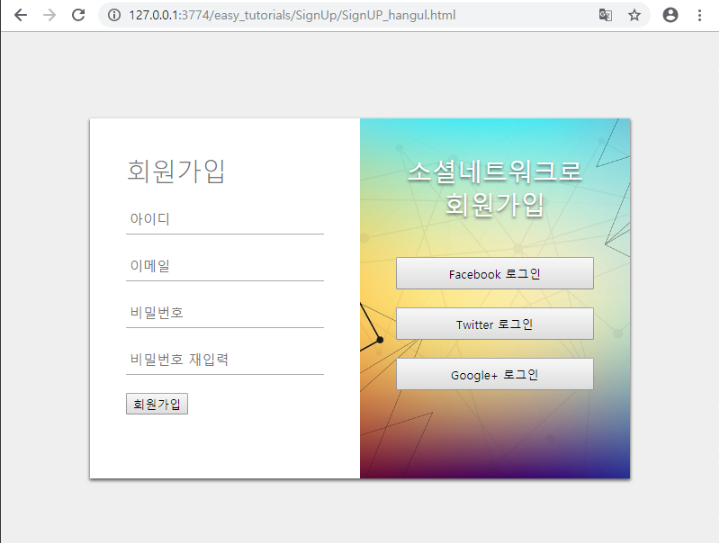 127.0.0.1:3774/easy_tutorials/SignUp/SignUP_hangul.html
회원가입
아이디
이메일
비밀번호
비밀번호 재입력
회원가입
소셜네트워크로
회원가입
Facebook 로그인
Twitter 로그인
Google+ 로그인